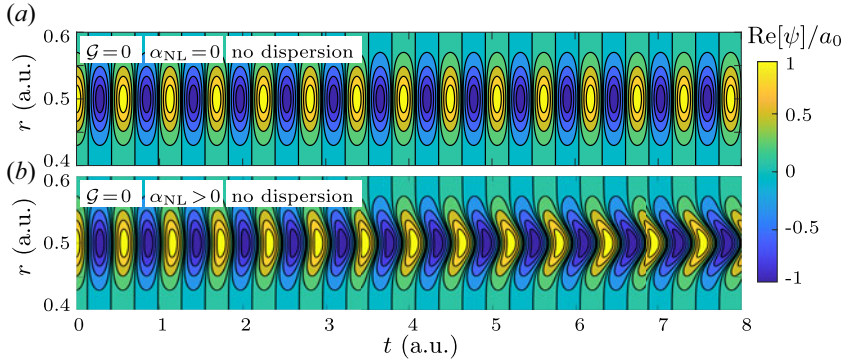 (a)
0.6
𝒢=0 α_NL=0 no dispersion
r (a.u.)
0.5
0.4
Re[ψ]/a₀
1
0.5
0
-0.5
-1
(b)
0.6
𝒢=0 α_NL>0 no dispersion
r (a.u.)
0.5
0.4
0 1 2 3 4 5 6 7 8
t (a.u.)